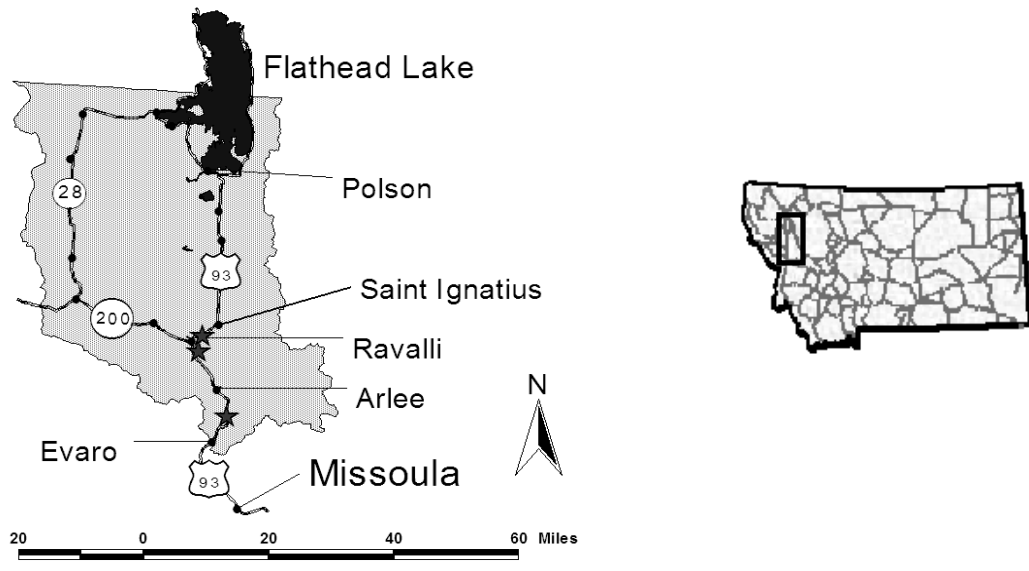 Flathead Lake
Polson
28
93
Saint Ignatius
200
Ravalli
N
Arlee
Evaro
Missoula
93
20 0 20 40 60 Miles